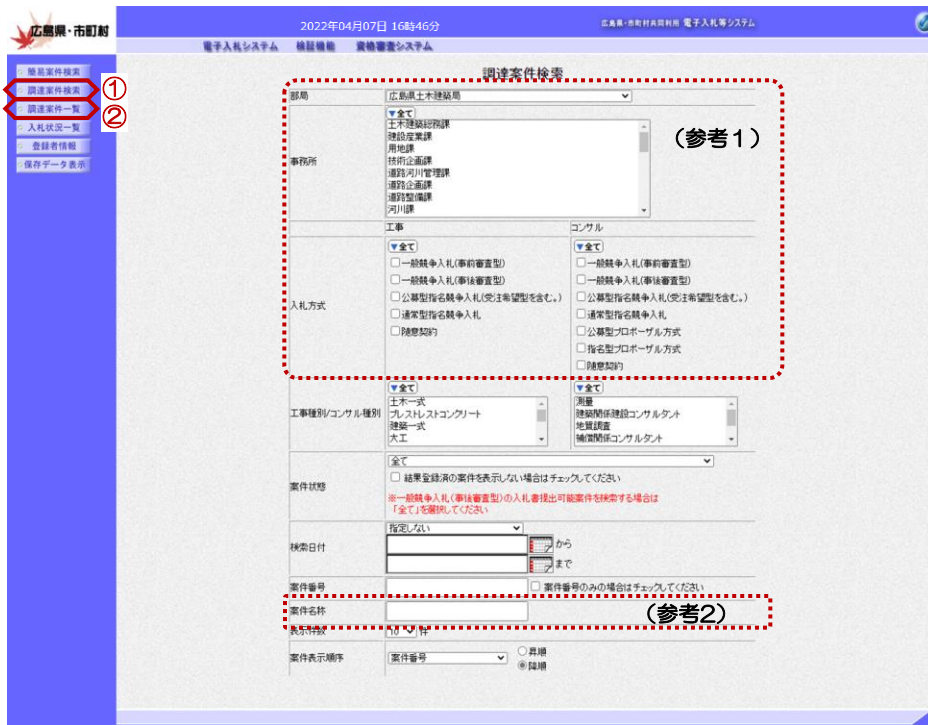 広島県・市町村
2022年04月07日 16時46分
広島県・市町村共同利用 電子入札等システム
電子入札システム 検証機能 資格審査システム
簡易案件検索
調達案件検索 ①
調達案件一覧 ②
入札状況一覧
登録者情報
保存データ表示
調達案件検索
部局 広島県土木建築局
事務所
▼全て
土木建築総務課
建設産業課
用地課
技術企画課
道路河川管理課
道路企画課
道路整備課
河川課
(参考1)
工事 コンサル
入札方式
▼全て
一般競争入札(事前審査型)
一般競争入札(事後審査型)
公募型指名競争入札(受注希望型を含む。)
通常型指名競争入札
随意契約
▼全て
一般競争入札(事前審査型)
一般競争入札(事後審査型)
公募型指名競争入札(受注希望型を含む。)
通常型指名競争入札
公募型プロポーザル方式
指名型プロポーザル方式
随意契約
工事種別/コンサル種別
▼全て
土木一式
プレストレストコンクリート
建築一式
大工
▼全て
測量
建築関係建設コンサルタント
地質調査
補償関係コンサルタント
案件状態
全て
結果登録済の案件を表示しない場合はチェックしてください
※一般競争入札(事後審査型)の入札書提出可能案件を検索する場合は
「全て」を選択してください
検索日付
指定しない
から
まで
案件番号 案件番号のみの場合はチェックしてください
案件名称 (参考2)
表示件数 10 件
案件表示順序 案件番号
昇順
降順